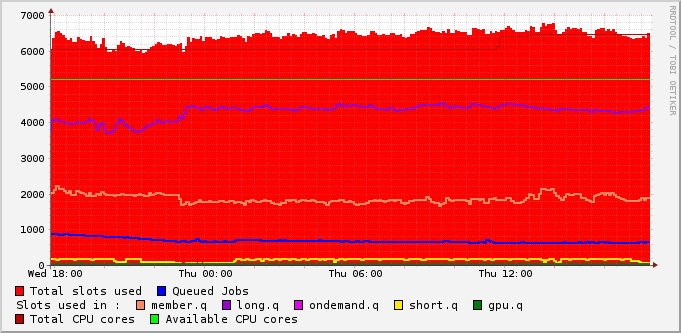 7000
6000
5000
4000
3000
2000
1000
0
Wed 18:00 Thu 00:00 Thu 06:00 Thu 12:00
Total slots used Queued Jobs
Slots used in : member.q long.q ondemand.q short.q gpu.q
Total CPU cores Available CPU cores
RRDTOOL / TOBI OETIKER